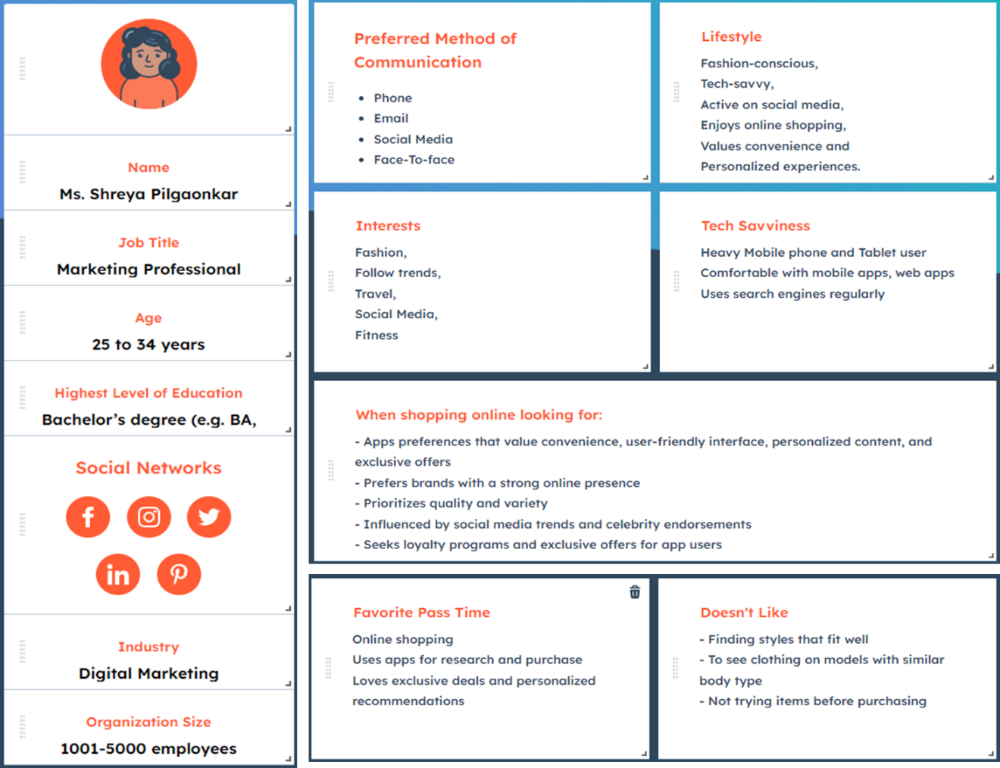 Name
Ms. Shreya Pilgaonkar
Job Title
Marketing Professional
Age
25 to 34 years
Highest Level of Education
Bachelor's degree (e.g. BA,
Social Networks
Industry
Digital Marketing
Organization Size
1001-5000 employees
Preferred Method of
Communication
• Phone
• Email
• Social Media
• Face-To-face
Lifestyle
Fashion-conscious,
Tech-savvy,
Active on social media,
Enjoys online shopping,
Values convenience and
Personalized experiences.
Interests
Fashion,
Follow trends,
Travel,
Social Media,
Fitness
Tech Savviness
Heavy Mobile phone and Tablet user
Comfortable with mobile apps, web apps
Uses search engines regularly
When shopping online looking for:
- Apps preferences that value convenience, user-friendly interface, personalized content, and
exclusive offers
- Prefers brands with a strong online presence
- Prioritizes quality and variety
- Influenced by social media trends and celebrity endorsements
- Seeks loyalty programs and exclusive offers for app users
Favorite Pass Time
Online shopping
Uses apps for research and purchase
Loves exclusive deals and personalized
recommendations
Doesn't Like
- Finding styles that fit well
- To see clothing on models with similar
body type
- Not trying items before purchasing